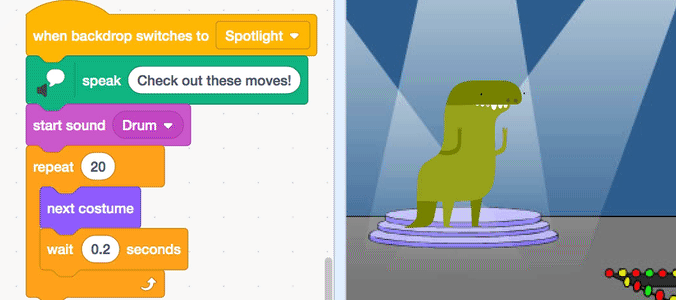 when backdrop switches to Spotlight
speak Check out these moves!
start sound Drum
repeat 20
next costume
wait 0.2 seconds